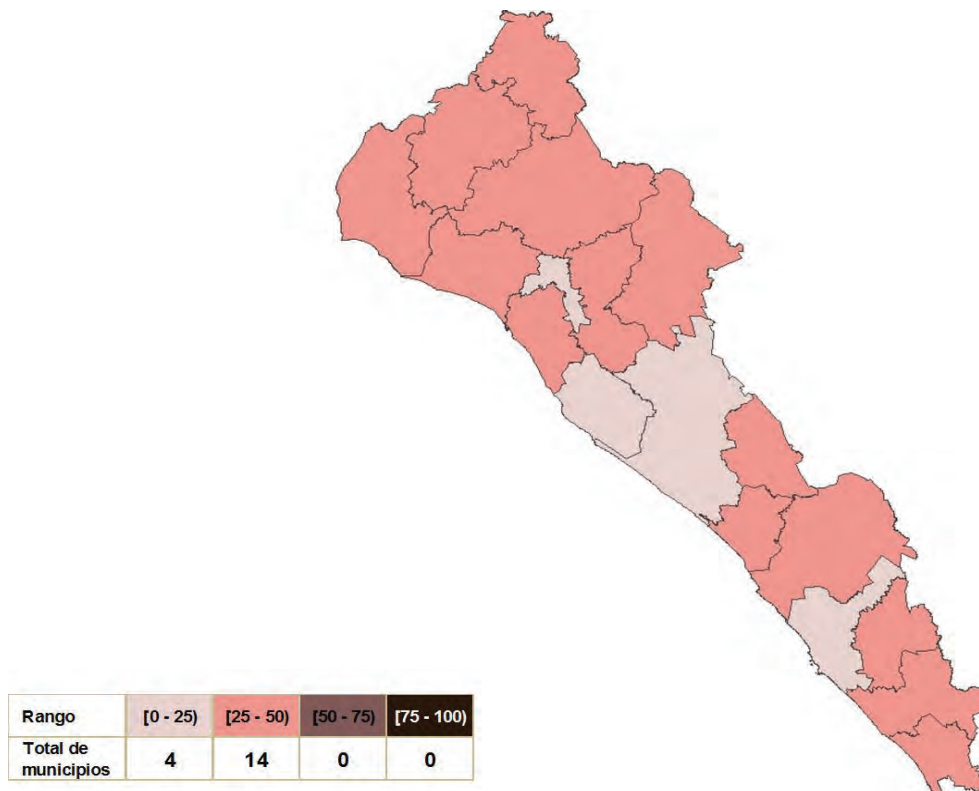 Rango [0 - 25) [25 - 50) [50 - 75) [75 - 100)
Total de
municipios 4 14 0 0